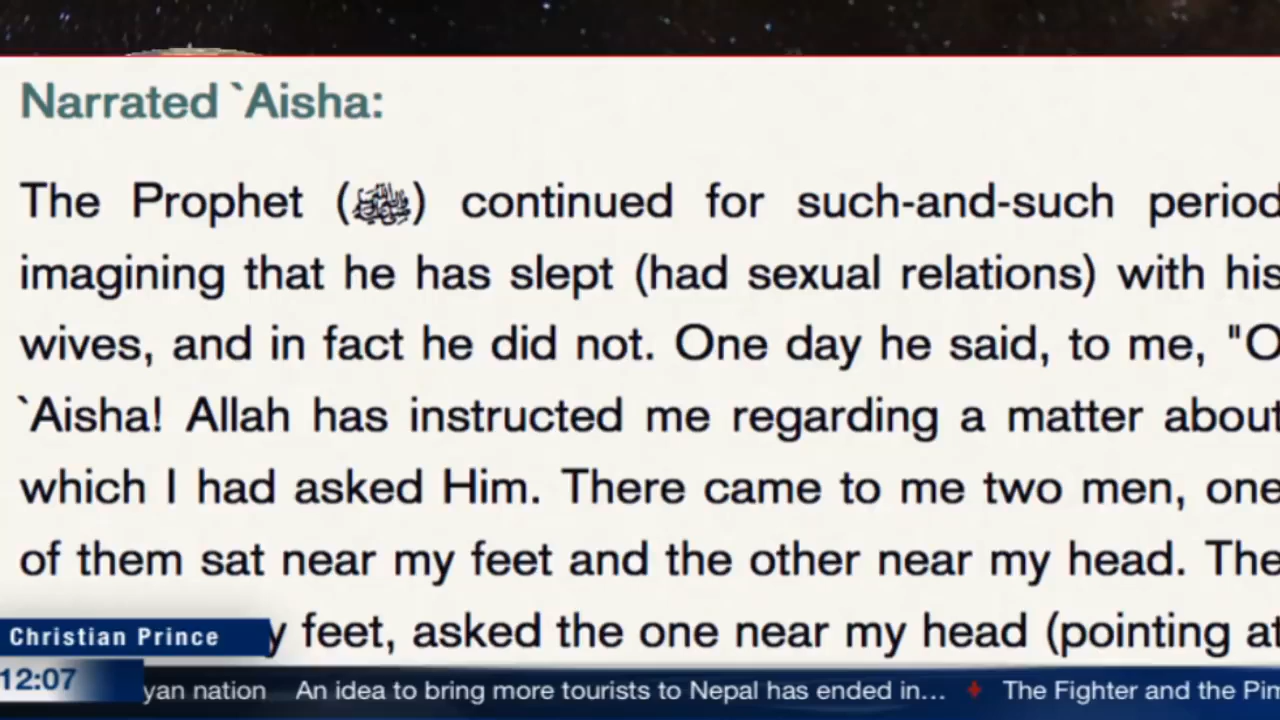 Narrated `Aisha:
The Prophet (ﷺ) continued for such-and-such period
imagining that he has slept (had sexual relations) with his
wives, and in fact he did not. One day he said, to me, "O
`Aisha! Allah has instructed me regarding a matter about
which I had asked Him. There came to me two men, one
of them sat near my feet and the other near my head. The
y feet, asked the one near my head (pointing at
Christian Prince
12:07
yan nation An idea to bring more tourists to Nepal has ended in... The Fighter and the Pim